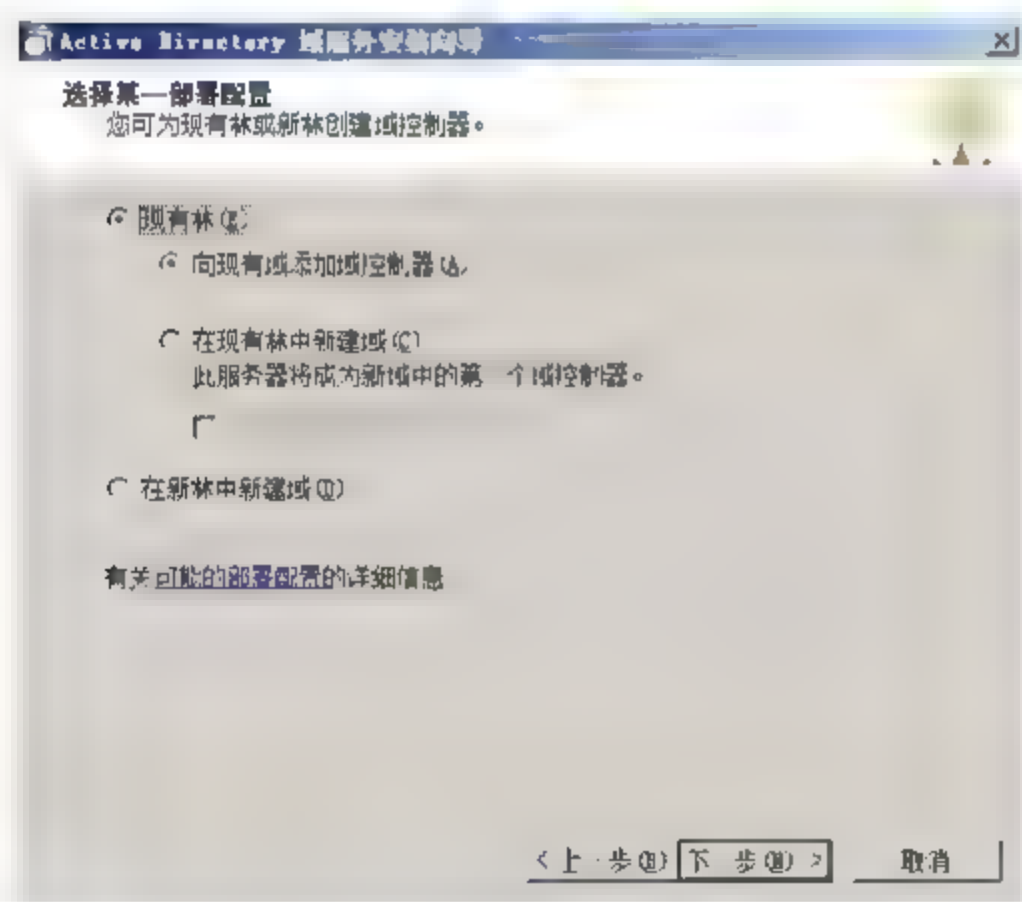 Active Directory 域服务安装向导
选择某一部署配置
您可为现有林或新林创建域控制器。
现有林(E)
向现有域添加域控制器(A)
在现有林中新建域(C)
此服务器将成为新域中的第一个域控制器。
在新林中新建域(D)
有关可能的部署配置的详细信息
< 上一步(B) 下一步(N) > 取消